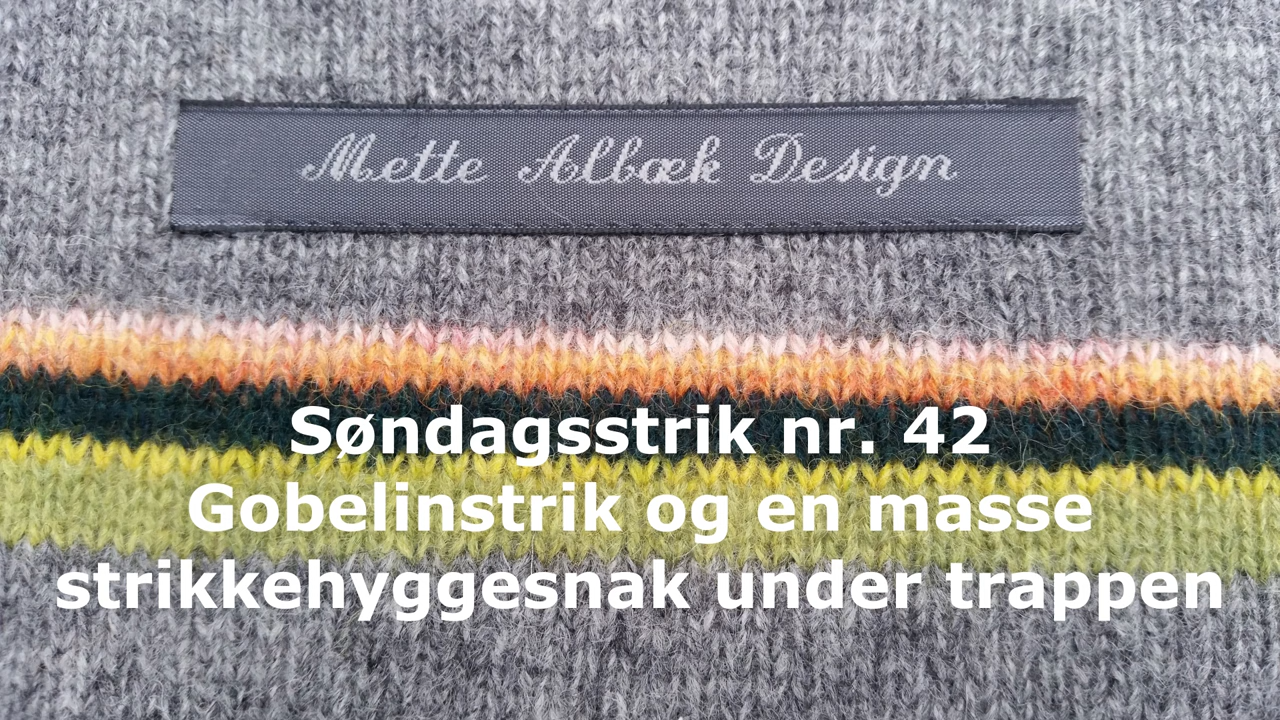 Mette Albæk Design
Søndagsstrik nr. 42
Gobelinstrik og en masse
strikkehyggesnak under trappen